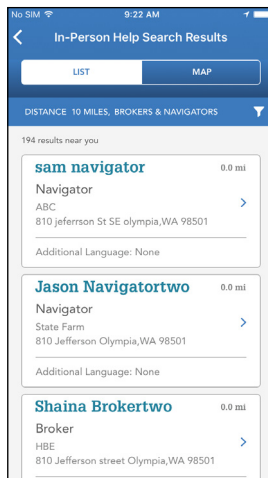 No SIM 9:22 AM
In-Person Help Search Results
LIST MAP
DISTANCE 10 MILES, BROKERS & NAVIGATORS
194 results near you
sam navigator 0.0 mi
Navigator
ABC
810 jeferrson St SE olympia,WA 98501
Additional Language: None
Jason Navigatortwo 0.0 mi
Navigator
State Farm
810 Jefferson Olympia,WA 98501
Additional Language: None
Shaina Brokertwo 0.0 mi
Broker
HBE
810 Jefferson street Olympia,WA 98501